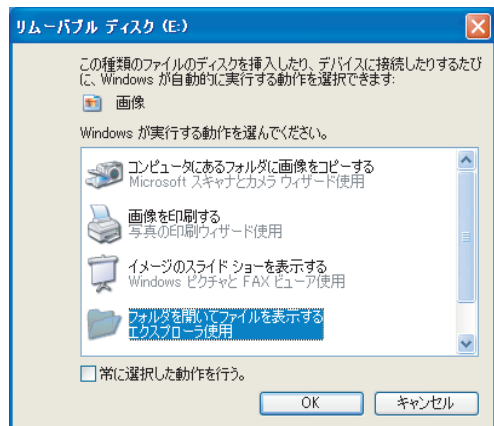 リムーバブル ディスク (E:)
この種類のファイルのディスクを挿入したり、デバイスに接続したりするたび
に、Windows が自動的に実行する動作を選択できます:
画像
Windows が実行する動作を選んでください。
コンピュータにあるフォルダに画像をコピーする
Microsoft スキャナとカメラ ウィザード使用
画像を印刷する
写真の印刷ウィザード使用
イメージのスライド ショーを表示する
Windows ピクチャと FAX ビューア使用
フォルダを開いてファイルを表示する
エクスプローラ使用
常に選択した動作を行う。
OK
キャンセル